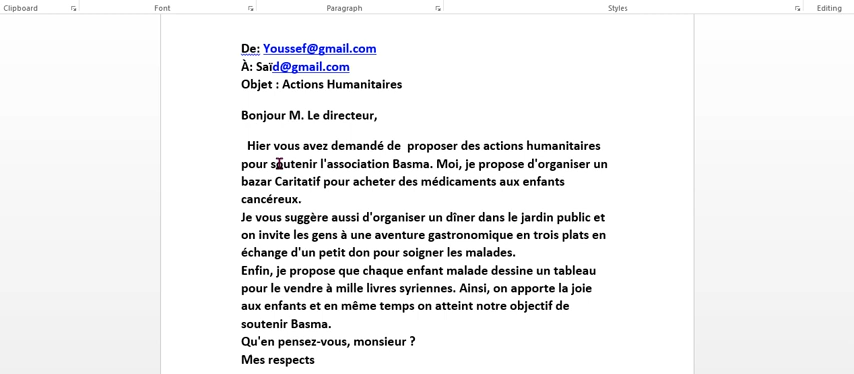 Clipboard Font Paragraph Styles Editing
De: Youssef@gmail.com
À: Saïd@gmail.com
Objet : Actions Humanitaires
Bonjour M. Le directeur,
Hier vous avez demandé de  proposer des actions humanitaires
pour soutenir l'association Basma. Moi, je propose d'organiser un
bazar Caritatif pour acheter des médicaments aux enfants
cancéreux.
Je vous suggère aussi d'organiser un dîner dans le jardin public et
on invite les gens à une aventure gastronomique en trois plats en
échange d'un petit don pour soigner les malades.
Enfin, je propose que chaque enfant malade dessine un tableau
pour le vendre à mille livres syriennes. Ainsi, on apporte la joie
aux enfants et en même temps on atteint notre objectif de
soutenir Basma.
Qu'en pensez-vous, monsieur ?
Mes respects